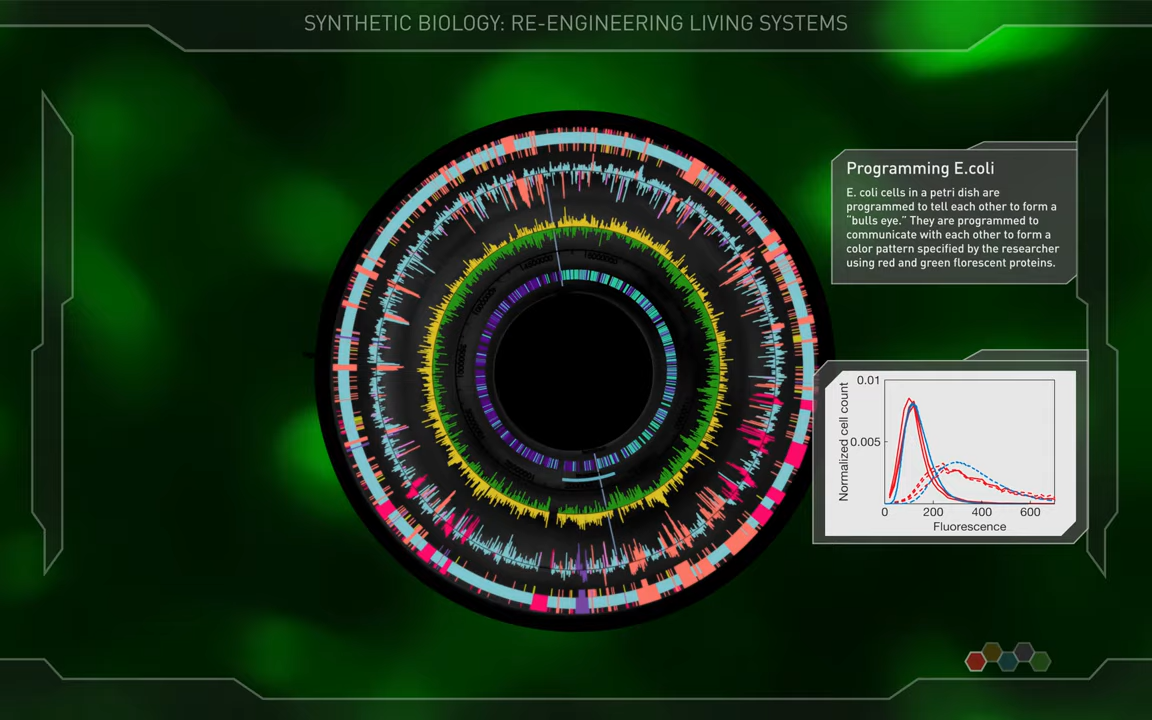 SYNTHETIC BIOLOGY: RE-ENGINEERING LIVING SYSTEMS
Programming E.coli
E. coli cells in a petri dish are
programmed to tell each other to form a
"bulls eye." They are programmed to
communicate with each other to form a
color pattern specified by the researcher
using red and green florescent proteins.
Normalized cell count
0.01
0.005
0
200
400
600
Fluorescence